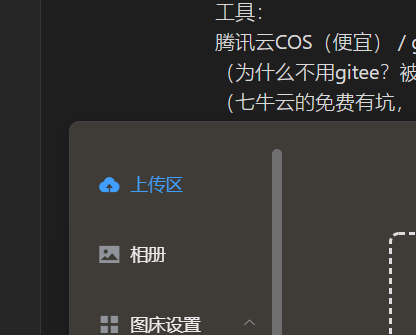 工具：
腾讯云COS（便宜） / g
（为什么不用gitee？被
（七牛云的免费有坑，
上传区
相册
图床设置